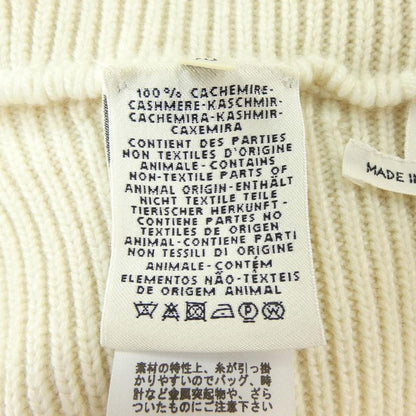 100% CACHEMIRE-
CASHMERE-KASCHMIR-
CACHEMIRA-KASHMIR-
CAXEMIRA
CONTIENT DES PARTIES
NON TEXTILES D'ORIGINE
ANIMALE-CONTAINS
NON-TEXTILE PARTS OF
ANIMAL ORIGIN-ENTHÄLT
NICHT TEXTILE TEILE
TIERISCHER HERKUNFT-
CONTIENE PARTES NO
TEXTILES DE ORIGEN
ANIMAL-CONTIENE PARTI
NON TESSILI DI ORIGINE
ANIMALE-CONTÉM
ELEMENTOS NÃO-TÊXTEIS
DE ORIGEM ANIMAL
MADE IN
素材の特性上、糸が引っ掛
かりやすいのでバッグ、時
計など金属突起物や、ざら
ついたものにご注意下さい